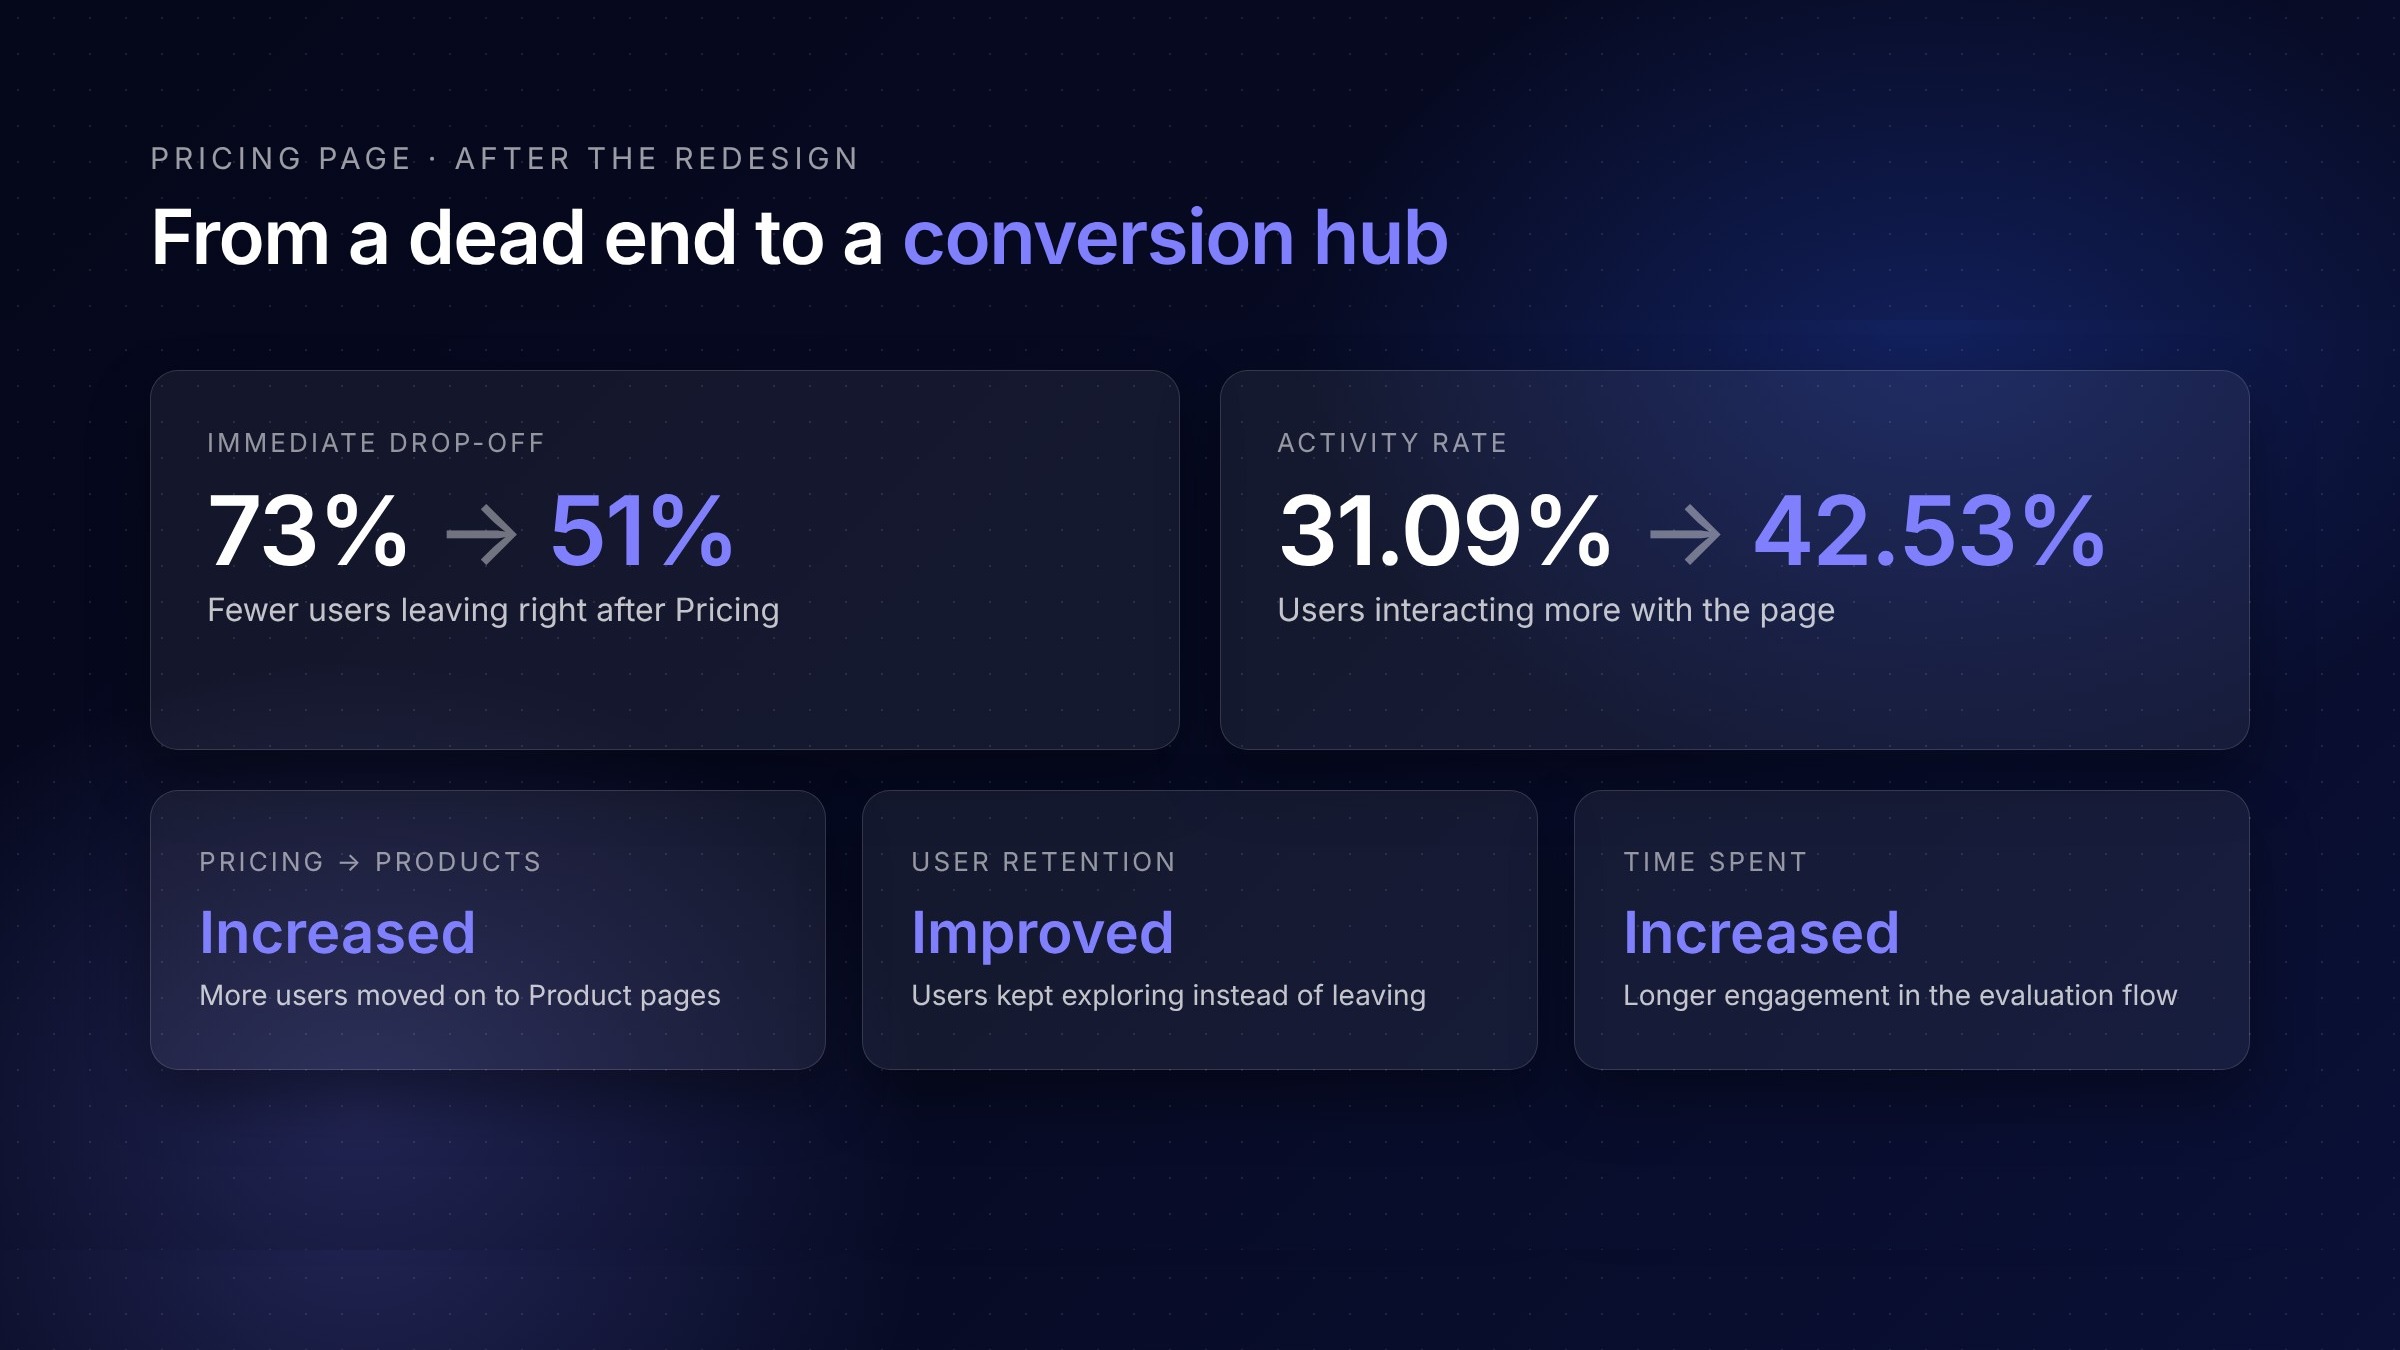 PRICING PAGE · AFTER THE REDESIGN
From a dead end to a conversion hub
IMMEDIATE DROP-OFF
73% → 51%
Fewer users leaving right after Pricing
ACTIVITY RATE
31.09% → 42.53%
Users interacting more with the page
PRICING → PRODUCTS
Increased
More users moved on to Product pages
USER RETENTION
Improved
Users kept exploring instead of leaving
TIME SPENT
Increased
Longer engagement in the evaluation flow